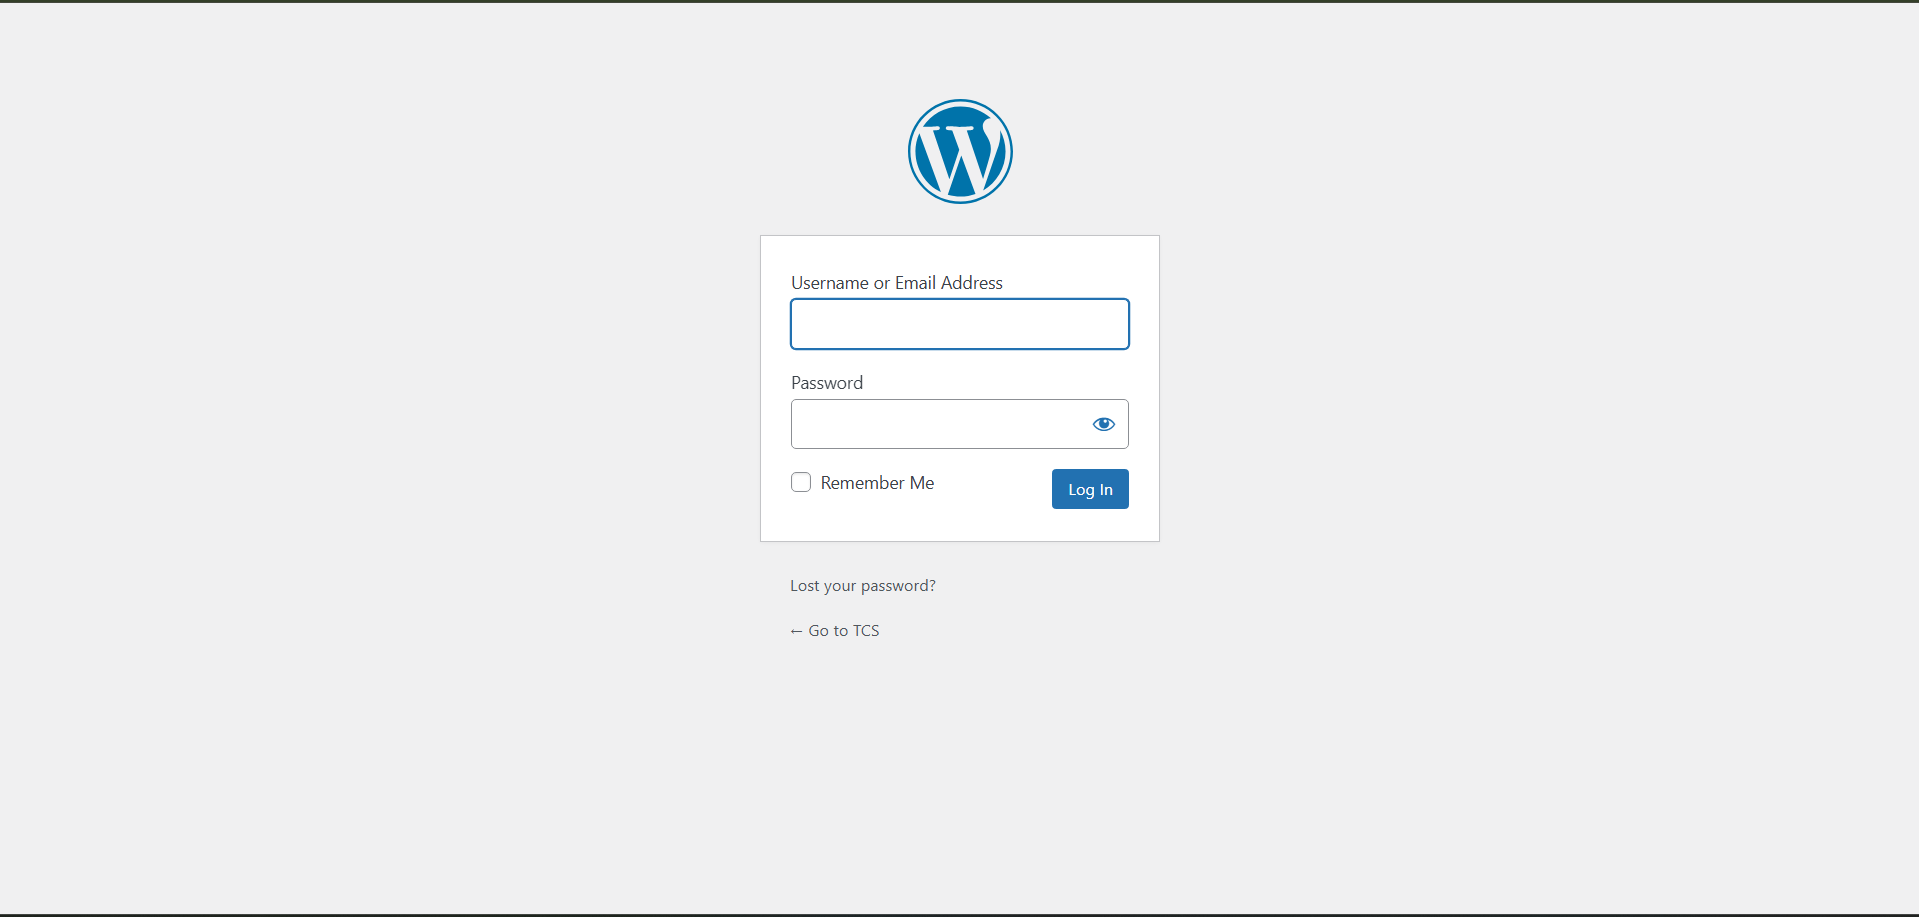 Username or Email Address
Password
Remember Me
Log In
Lost your password?
← Go to TCS